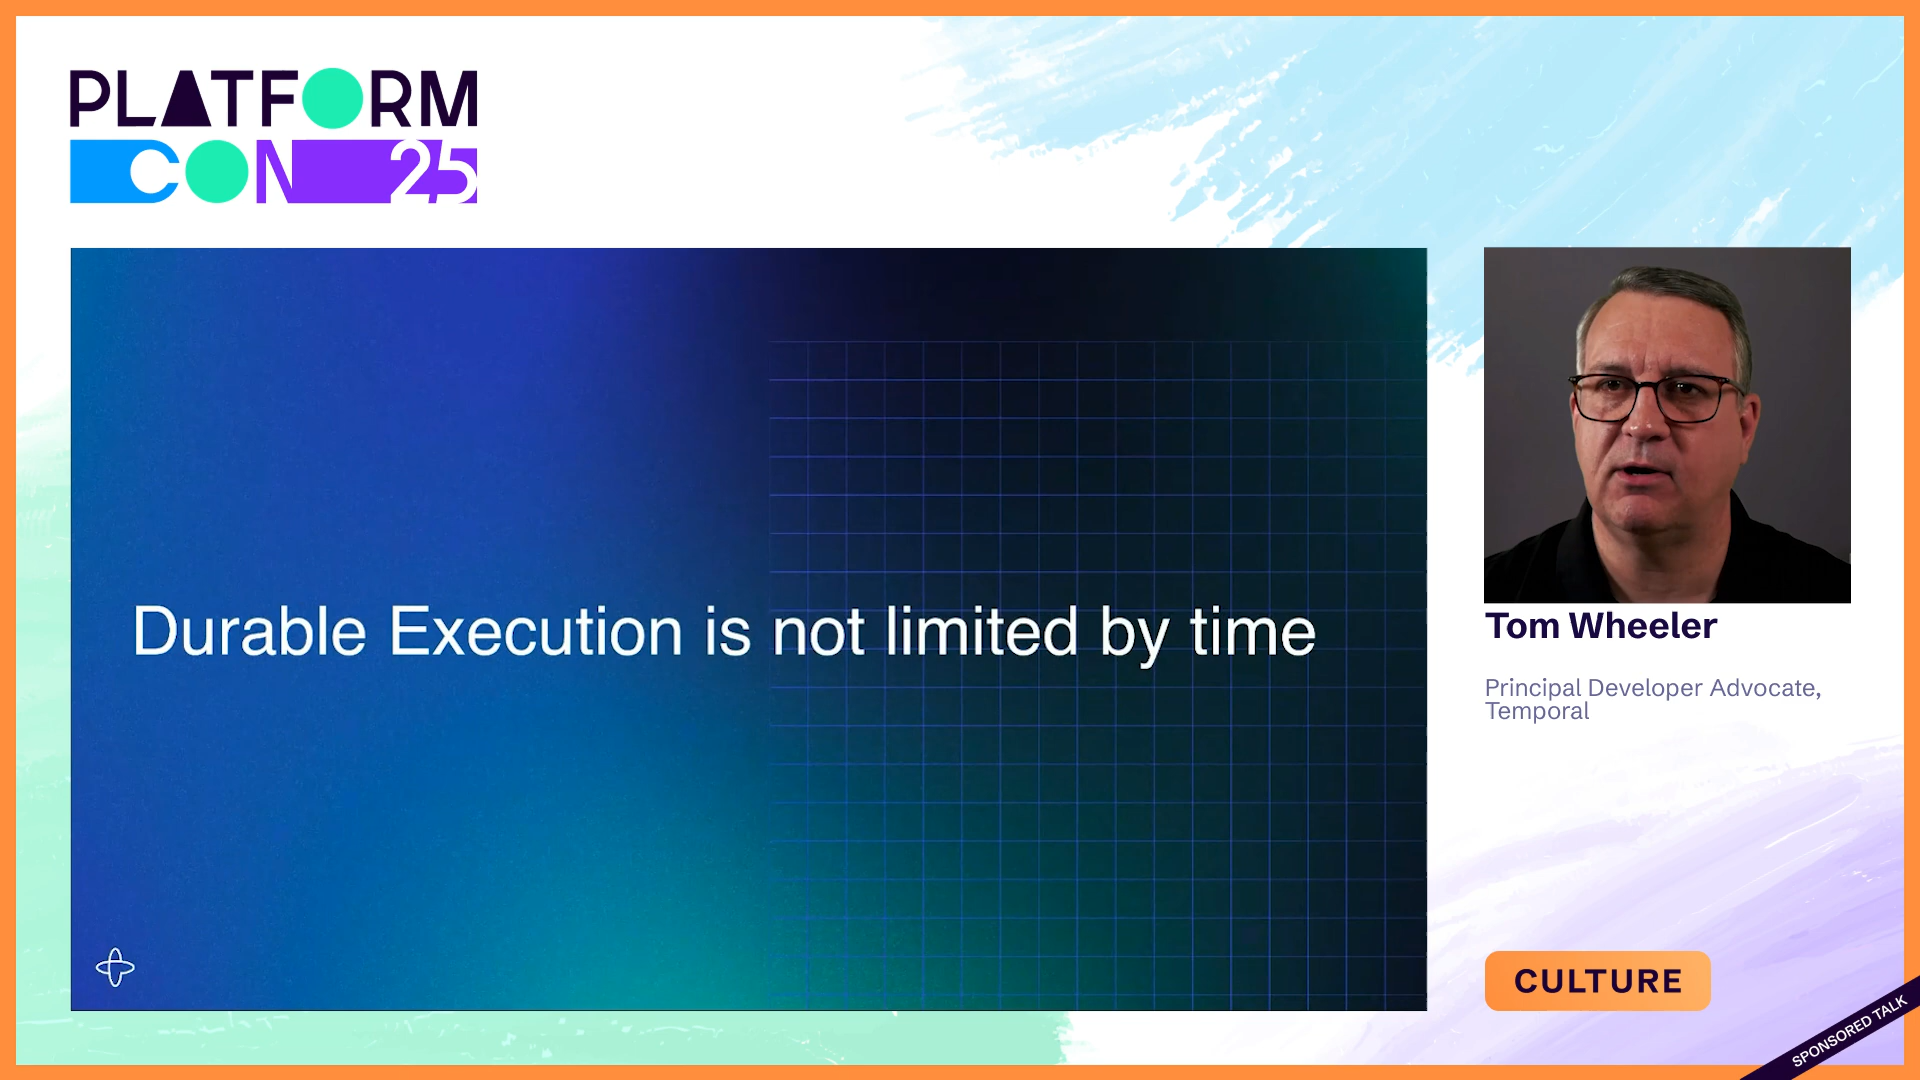 PLATFORM
CON 25
Durable Execution is not limited by time
Tom Wheeler
Principal Developer Advocate,
Temporal
CULTURE
SPONSORED TALK